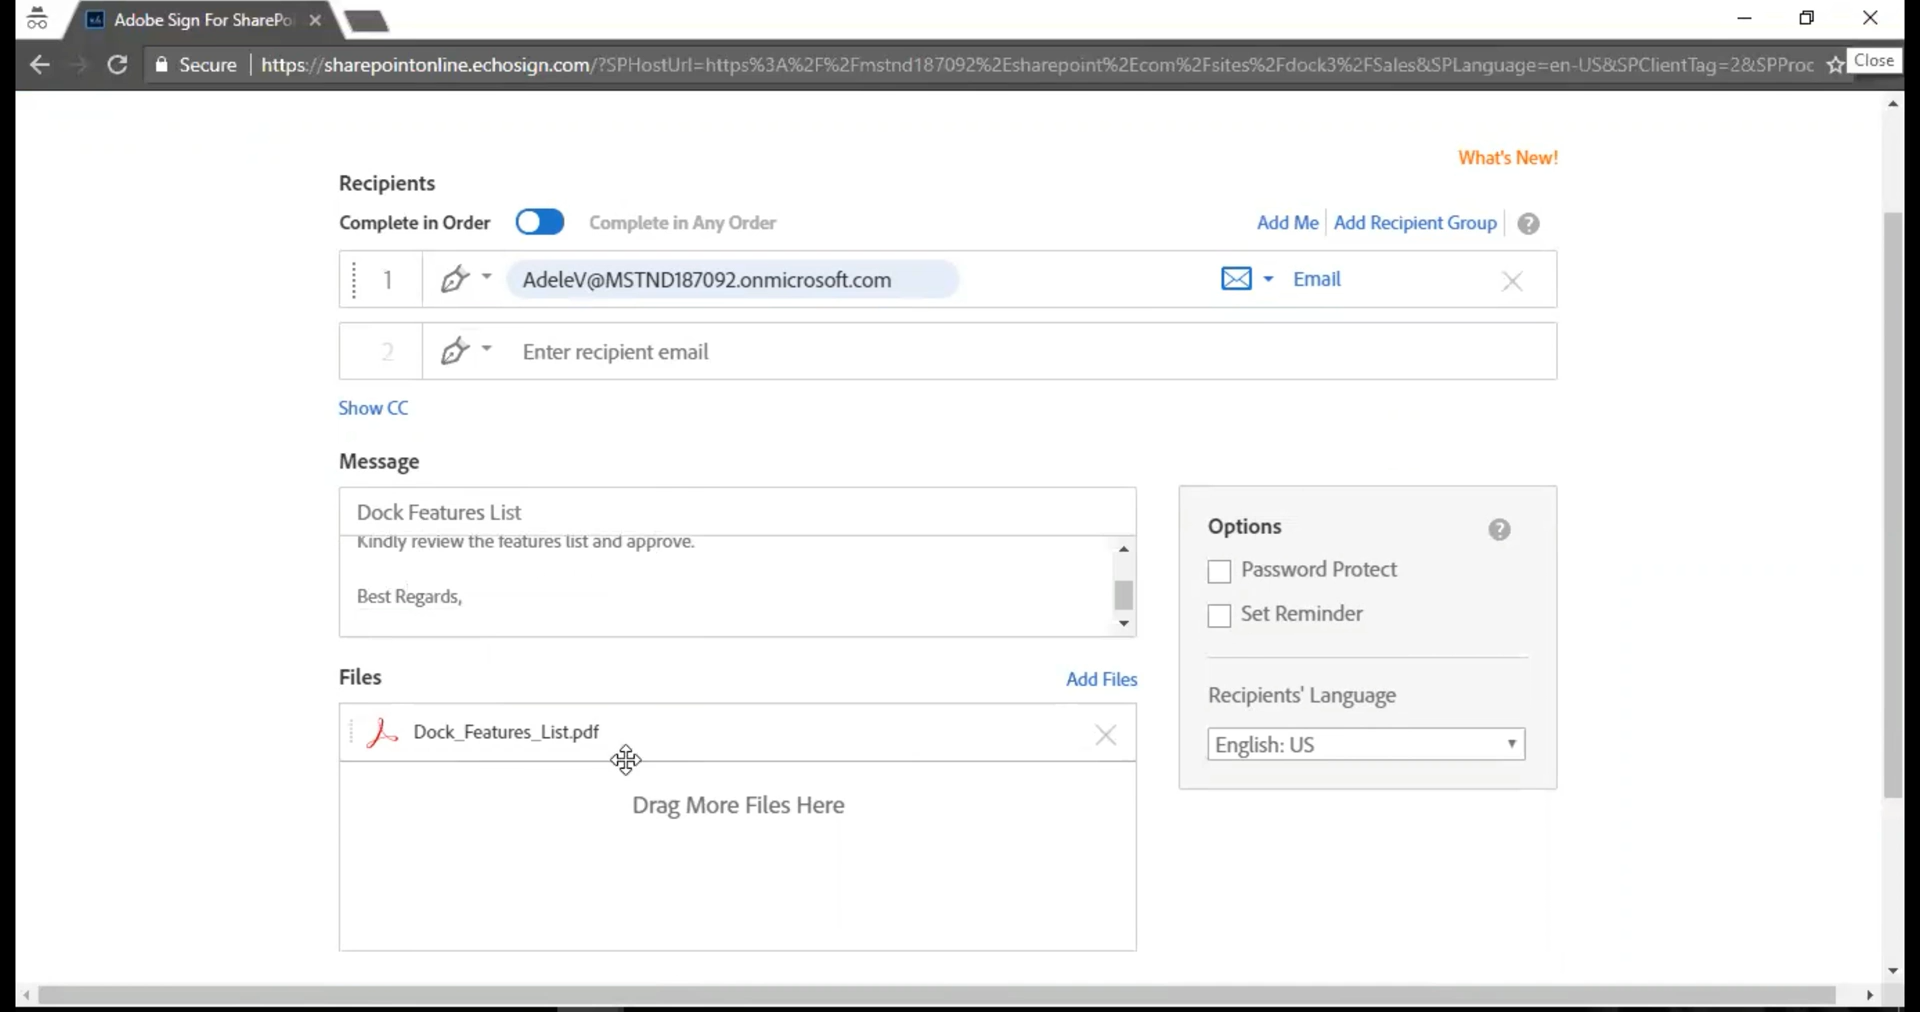 Adobe Sign For SharePo
Secure
https://sharepointonline.echosign.com/?SPHostUrl=https%3A%2F%2Fmstnd187092%2Esharepoint%2Ecom%2Fsites%2Fdock3%2FSales&SPLanguage=en-US&SPClientTag=2&SPProc
Close
What's New!
Recipients
Complete in Order
Complete in Any Order
Add Me
Add Recipient Group
?
1
AdeleV@MSTND187092.onmicrosoft.com
Email
2
Enter recipient email
Show CC
Message
Dock Features List
Kindly review the features list and approve.
Best Regards,
Options
?
Password Protect
Set Reminder
Recipients' Language
English: US
Files
Add Files
Dock_Features_List.pdf
Drag More Files Here